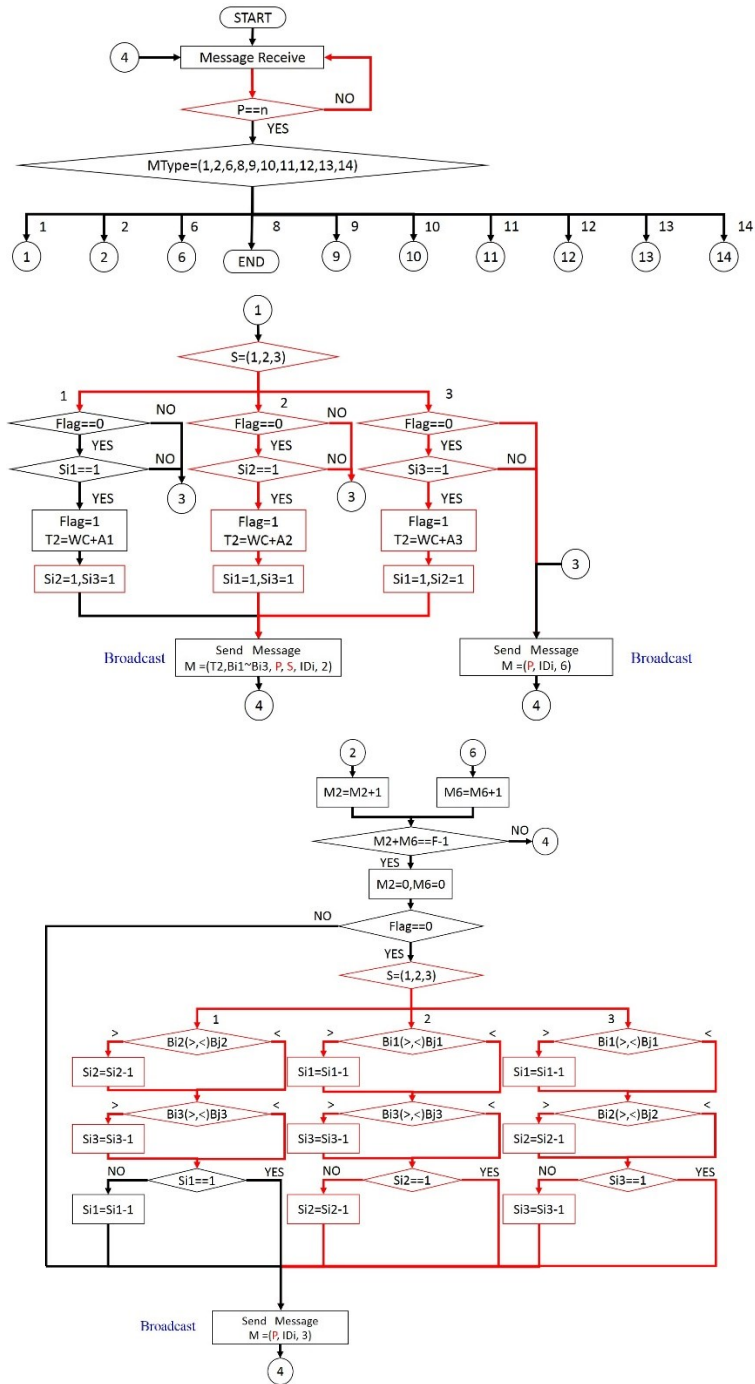 START
4
Message Receive
P==n
NO
YES
MType=(1,2,6,8,9,10,11,12,13,14)
1 2 6 8 9 10 11 12 13 14
1 2 6 END 9 10 11 12 13 14
1
S=(1,2,3)
1 2 3
Flag==0 NO Flag==0 NO Flag==0
YES YES YES
Si1==1 NO Si2==1 NO Si3==1 NO
3 3
YES YES YES
Flag=1 Flag=1 Flag=1
T2=WC+A1 T2=WC+A2 T2=WC+A3
3
Si2=1,Si3=1 Si1=1,Si3=1 Si1=1,Si2=1
Broadcast
Send Message
M =(T2,Bi1~Bi3, P, S, IDi, 2)
4
Send Message
M =(P, IDi, 6)
Broadcast
4
2 6
M2=M2+1 M6=M6+1
M2+M6==F-1 NO 4
YES
M2=0,M6=0
NO Flag==0
YES
S=(1,2,3)
1 2 3
> Bi2(>,<)Bj2 < > Bi1(>,<)Bj1 < > Bi1(>,<)Bj1 <
Si2=Si2-1 Si1=Si1-1 Si1=Si1-1
> Bi3(>,<)Bj3 < > Bi3(>,<)Bj3 < > Bi2(>,<)Bj2 <
Si3=Si3-1 Si3=Si3-1 Si2=Si2-1
NO Si1==1 YES NO Si2==1 YES NO Si3==1 YES
Si1=Si1-1 Si2=Si2-1 Si3=Si3-1
Broadcast
Send Message
M =(P, IDi, 3)
4